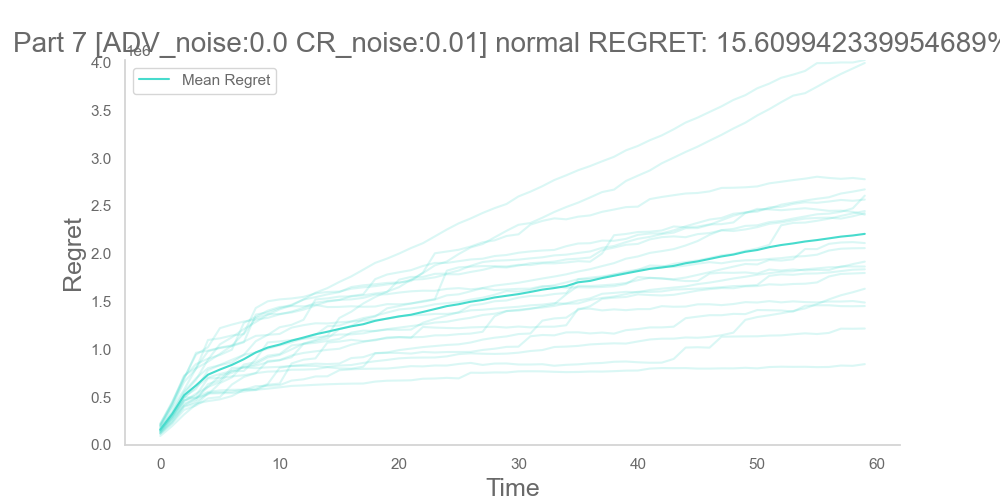 Part 7 [ADV_noise:0.0 CR_noise:0.01] normal REGRET: 15.609942339954689%
1e6
Mean Regret
4.0
3.5
3.0
2.5
2.0
1.5
1.0
0.5
0.0
Regret
0 10 20 30 40 50 60
Time